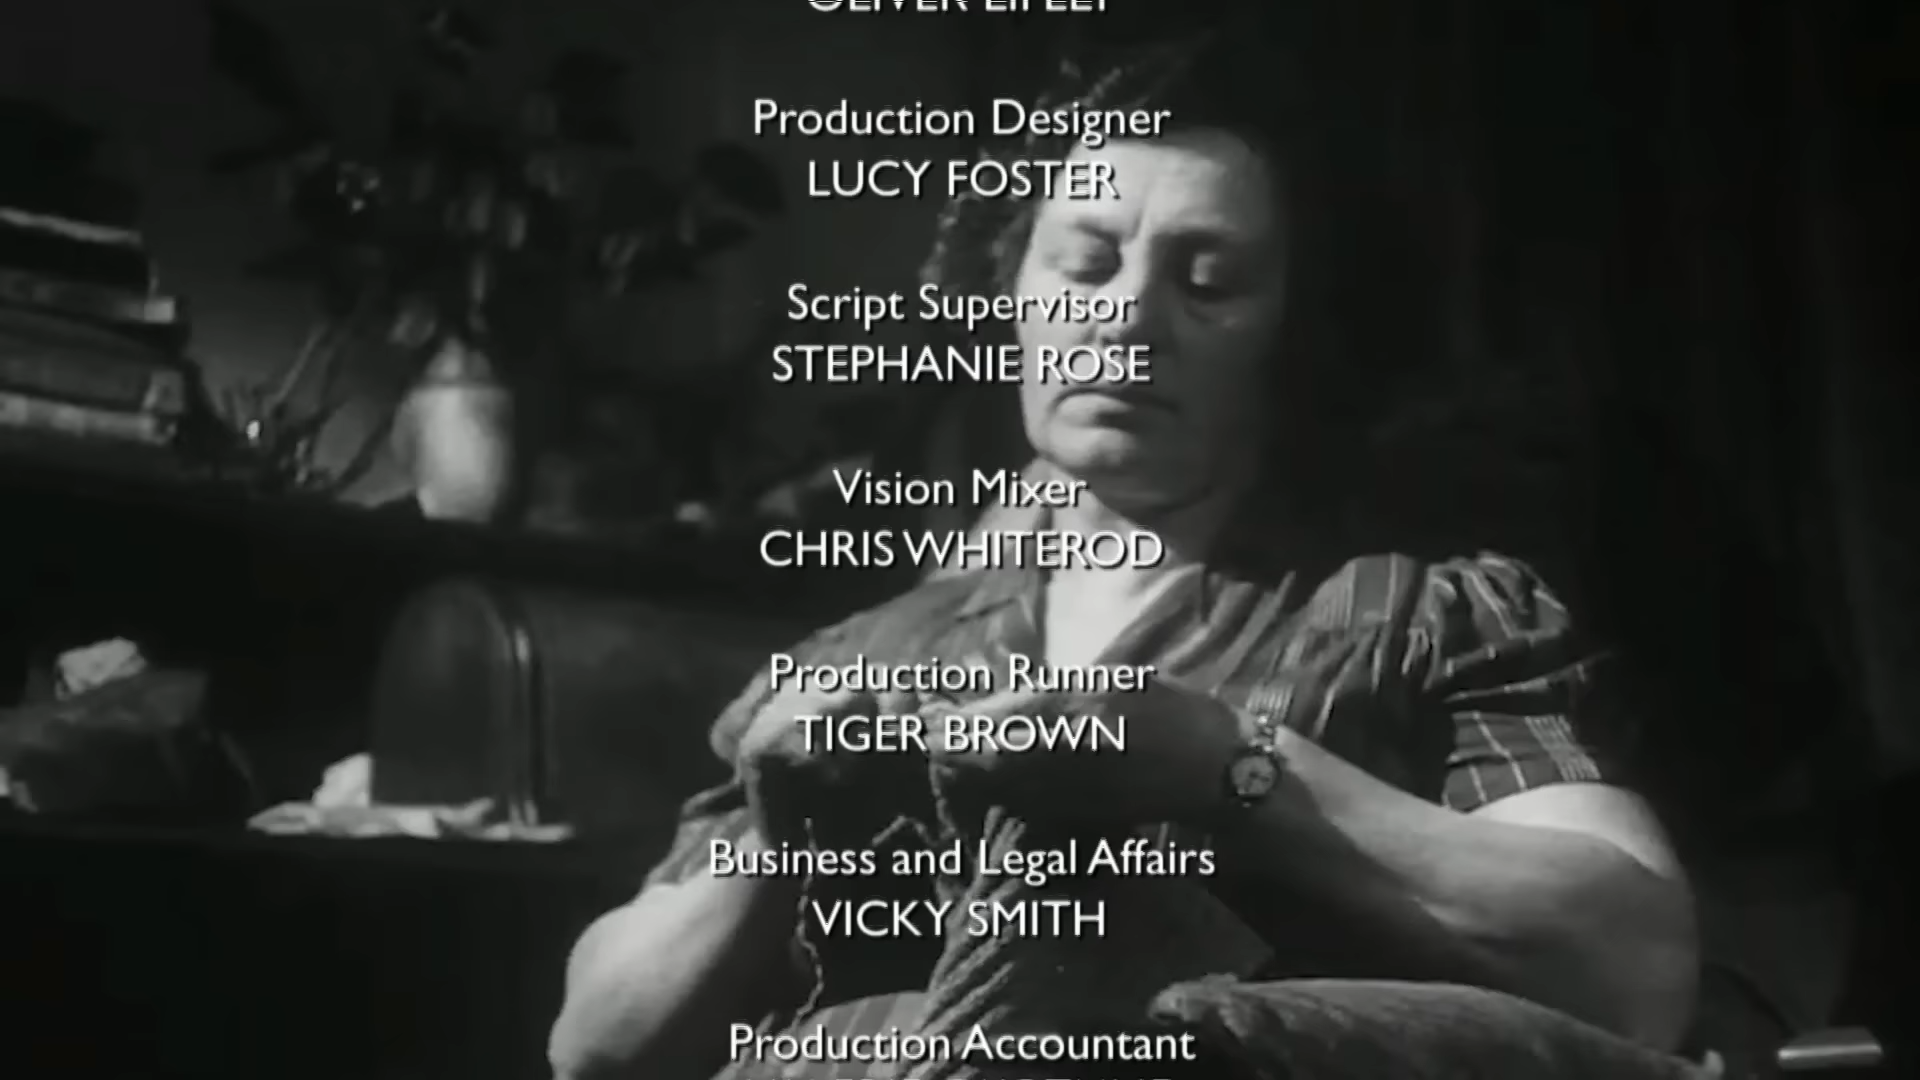 Production Designer
LUCY FOSTER
Script Supervisor
STEPHANIE ROSE
Vision Mixer
CHRIS WHITEROD
Production Runner
TIGER BROWN
Business and Legal Affairs
VICKY SMITH
Production Accountant